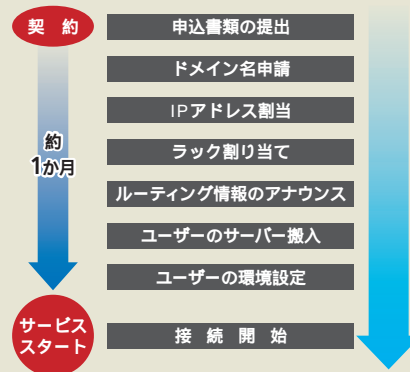 契約
申込書類の提出
ドメイン名申請
IPアドレス割当
約
1か月
ラック割り当て
ルーティング情報のアナウンス
ユーザーのサーバー搬入
ユーザーの環境設定
サービス
スタート
接続開始